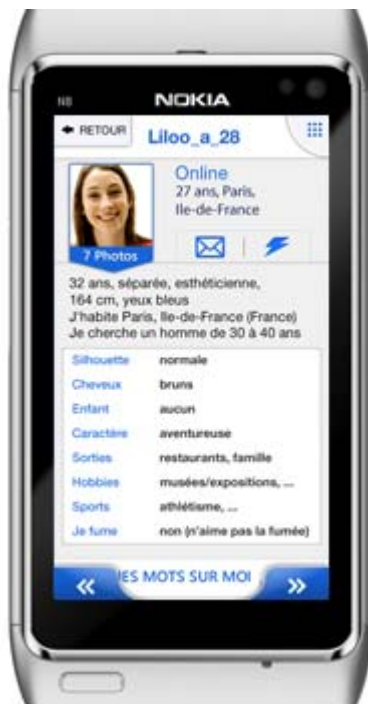 N8
NOKIA
RETOUR
Liloo_a_28
Online
27 ans, Paris,
Ile-de-France
7 Photos
32 ans, séparée, esthéticienne,
164 cm, yeux bleus
J'habite Paris, Ile-de-France (France)
Je cherche un homme de 30 à 40 ans
Silhouette normale
Cheveux bruns
Enfant aucun
Caractère aventureuse
Sorties restaurants, famille
Hobbies musées/expositions, ...
Sports athlétisme, ...
Je fume non (n'aime pas la fumée)
MOTS SUR MOI